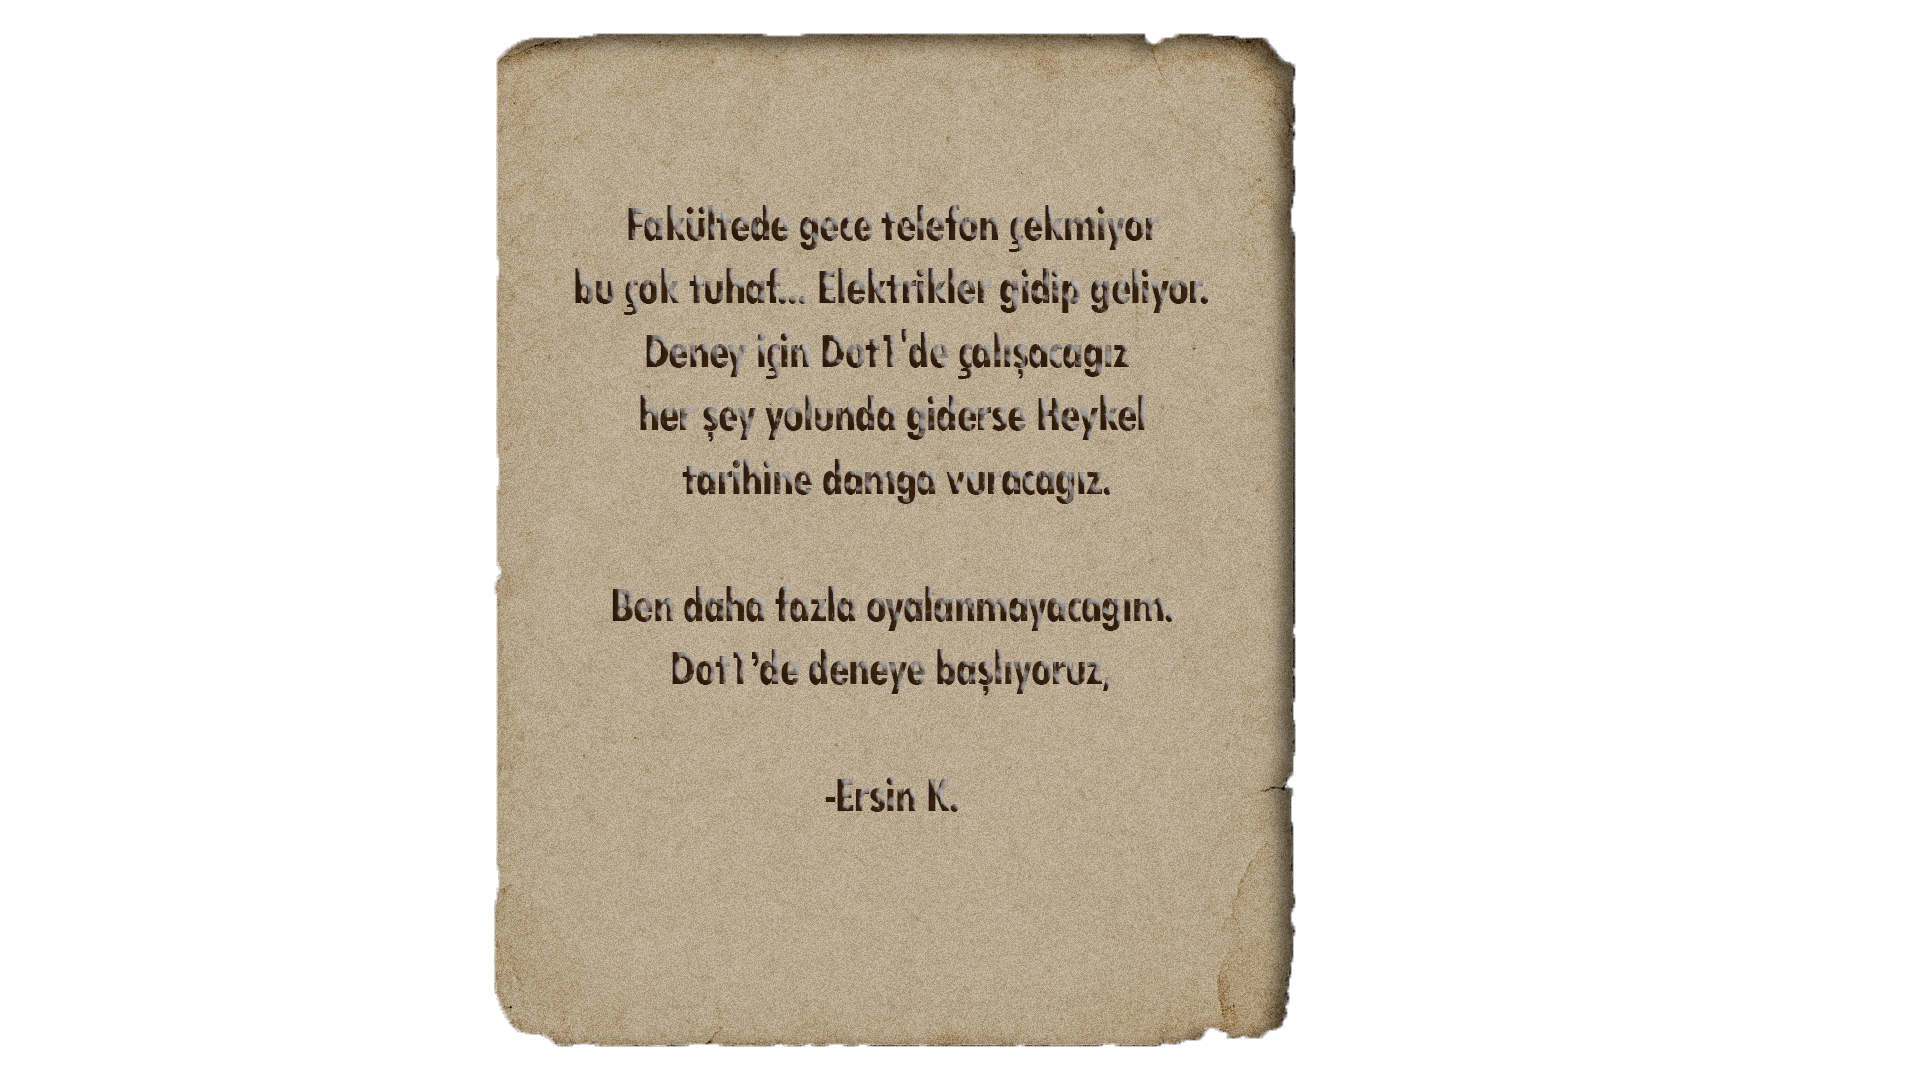 Fakültede gece telefon çekmiyor
bu çok tuhaf... Elektrikler gidip geliyor.
Deney için Dot1'de çalışacagız
her şey yolunda giderse Heykel
tarihine damga vuracagız.
Ben daha fazla oyalanmayacagım.
Dot1’de deneye başlıyoruz,
-Ersin K.